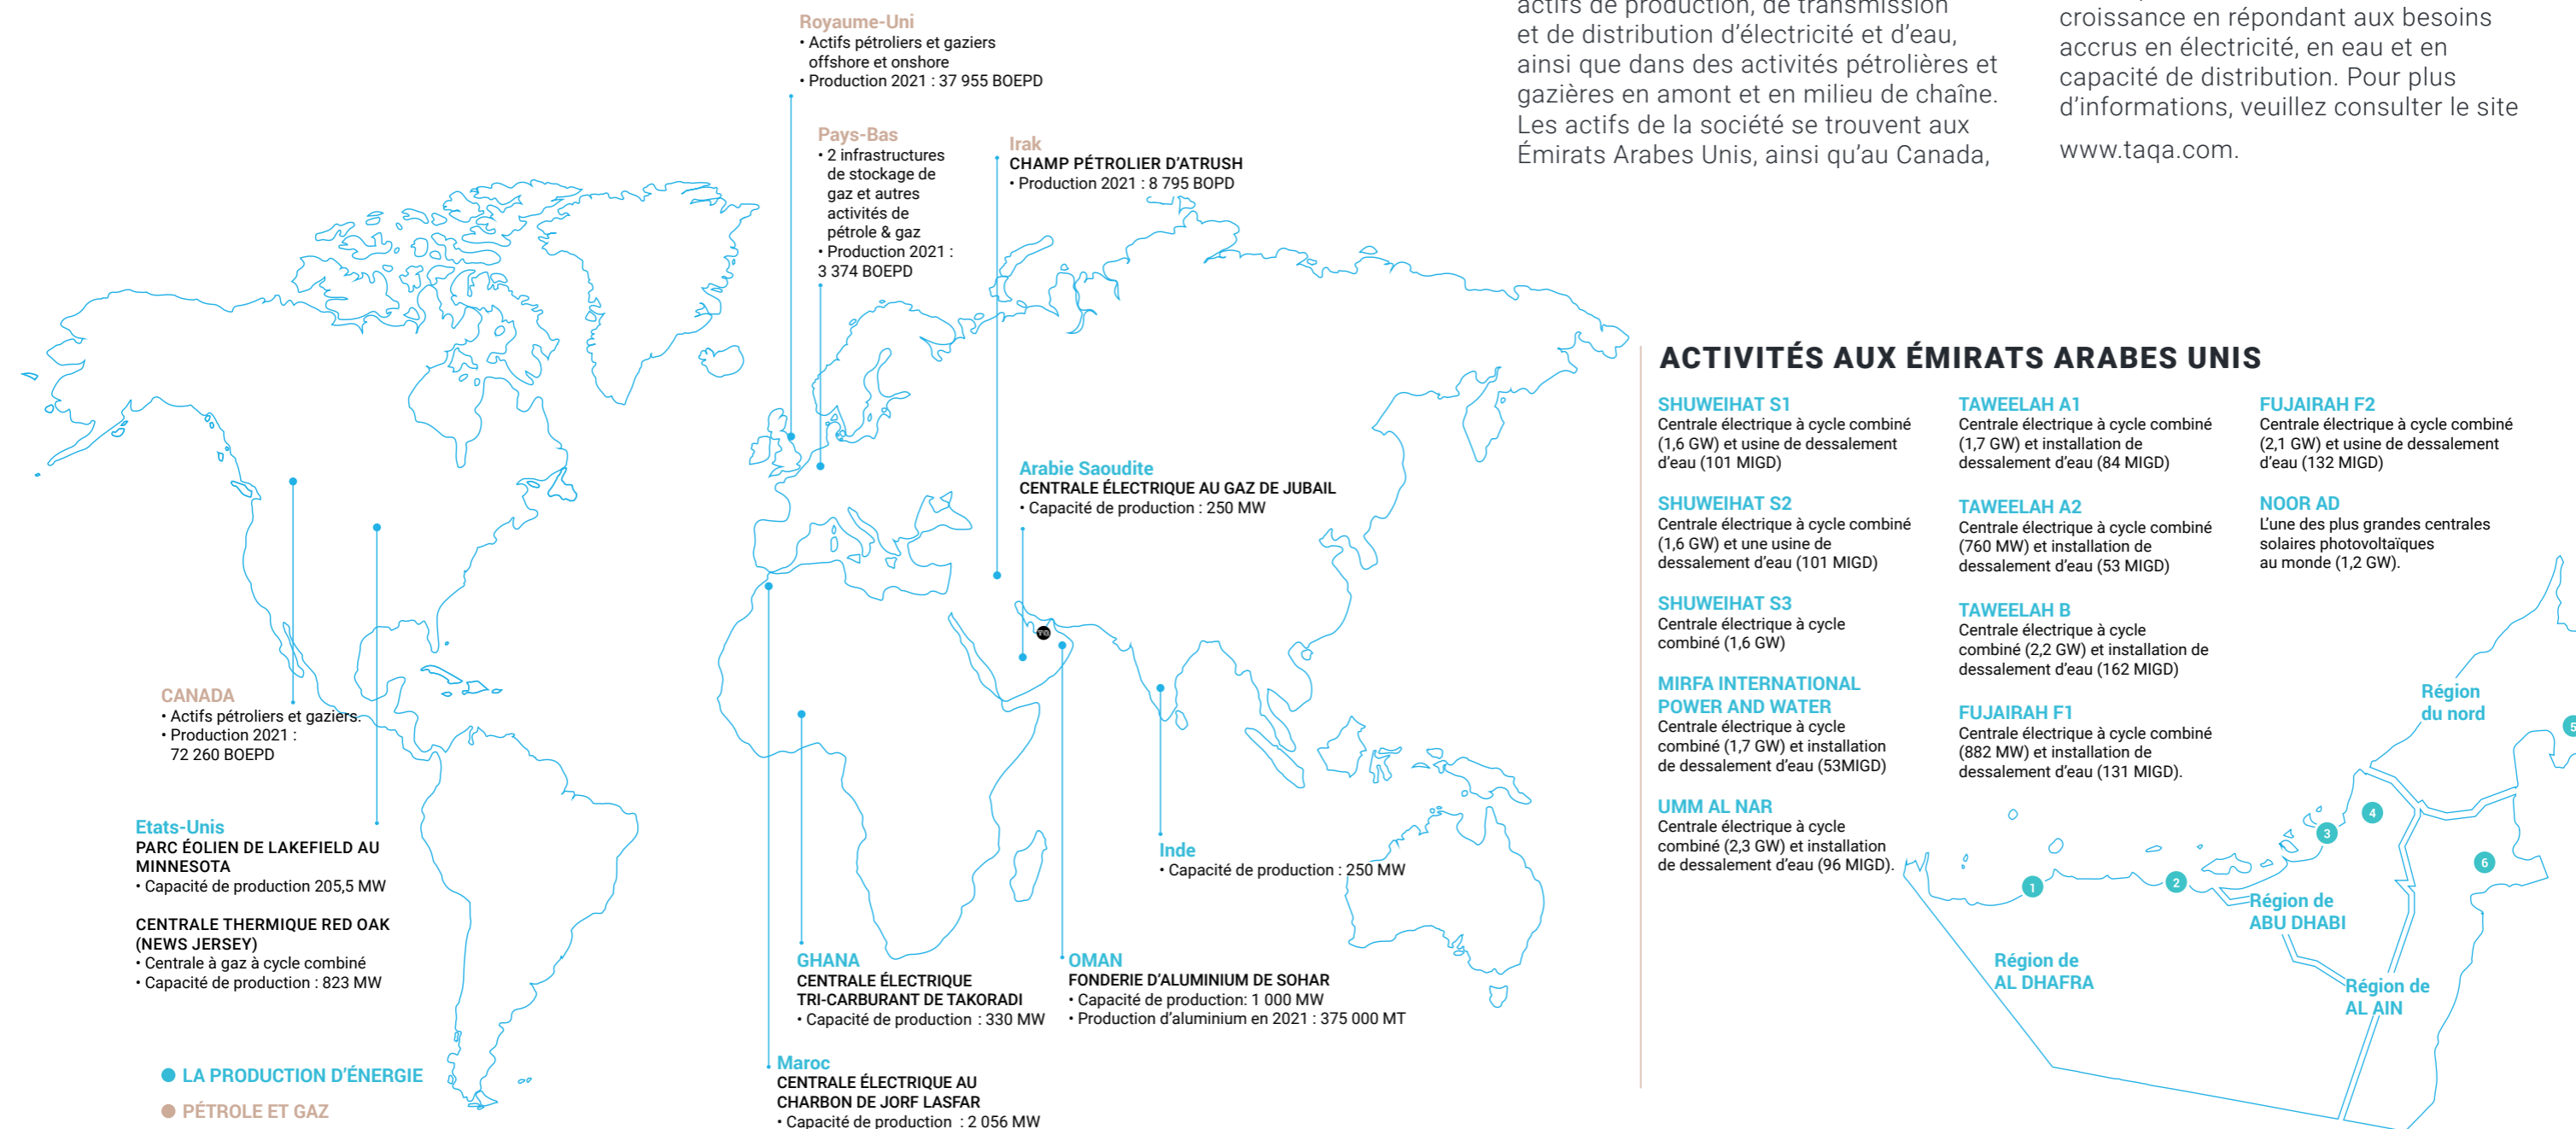 actifs de production, de transmission
et de distribution d'électricité et d'eau,
ainsi que dans des activités pétrolières et
gazières en amont et en milieu de chaîne.
Les actifs de la société se trouvent aux
Émirats Arabes Unis, ainsi qu'au Canada,
croissance en répondant aux besoins
accrus en électricité, en eau et en
capacité de distribution. Pour plus
d'informations, veuillez consulter le site
www.taqa.com.
Royaume-Uni
• Actifs pétroliers et gaziers
offshore et onshore
• Production 2021 : 37 955 BOEPD
Pays-Bas
• 2 infrastructures
de stockage de
gaz et autres
activités de
pétrole & gaz
• Production 2021 :
3 374 BOEPD
Irak
CHAMP PÉTROLIER D'ATRUSH
• Production 2021 : 8 795 BOPD
Arabie Saoudite
CENTRALE ÉLECTRIQUE AU GAZ DE JUBAIL
• Capacité de production : 250 MW
CANADA
• Actifs pétroliers et gaziers.
• Production 2021 :
72 260 BOEPD
Etats-Unis
PARC ÉOLIEN DE LAKEFIELD AU
MINNESOTA
• Capacité de production 205,5 MW
CENTRALE THERMIQUE RED OAK
(NEWS JERSEY)
• Centrale à gaz à cycle combiné
• Capacité de production : 823 MW
Inde
• Capacité de production : 250 MW
GHANA
CENTRALE ÉLECTRIQUE
TRI-CARBURANT DE TAKORADI
• Capacité de production : 330 MW
OMAN
FONDERIE D'ALUMINIUM DE SOHAR
• Capacité de production: 1 000 MW
• Production d'aluminium en 2021 : 375 000 MT
Maroc
CENTRALE ÉLECTRIQUE AU
CHARBON DE JORF LASFAR
• Capacité de production : 2 056 MW
LA PRODUCTION D'ÉNERGIE
PÉTROLE ET GAZ
ACTIVITÉS AUX ÉMIRATS ARABES UNIS
SHUWEIHAT S1
Centrale électrique à cycle combiné
(1,6 GW) et usine de dessalement
d'eau (101 MIGD)
SHUWEIHAT S2
Centrale électrique à cycle combiné
(1,6 GW) et une usine de
dessalement d'eau (101 MIGD)
SHUWEIHAT S3
Centrale électrique à cycle
combiné (1,6 GW)
MIRFA INTERNATIONAL
POWER AND WATER
Centrale électrique à cycle
combiné (1,7 GW) et installation
de dessalement d'eau (53MIGD)
UMM AL NAR
Centrale électrique à cycle
combiné (2,3 GW) et installation
de dessalement d'eau (96 MIGD).
TAWEELAH A1
Centrale électrique à cycle combiné
(1,7 GW) et installation de
dessalement d'eau (84 MIGD)
TAWEELAH A2
Centrale électrique à cycle combiné
(760 MW) et installation de
dessalement d'eau (53 MIGD)
TAWEELAH B
Centrale électrique à cycle
combiné (2,2 GW) et installation de
dessalement d'eau (162 MIGD)
FUJAIRAH F1
Centrale électrique à cycle combiné
(882 MW) et installation de
dessalement d'eau (131 MIGD).
FUJAIRAH F2
Centrale électrique à cycle combiné
(2,1 GW) et usine de dessalement
d'eau (132 MIGD)
NOOR AD
L'une des plus grandes centrales
solaires photovoltaïques
au monde (1,2 GW).
Région
du nord
5
4
3
6
2
1
Région de
ABU DHABI
Région de
AL DHAFRA
Région de
AL AIN